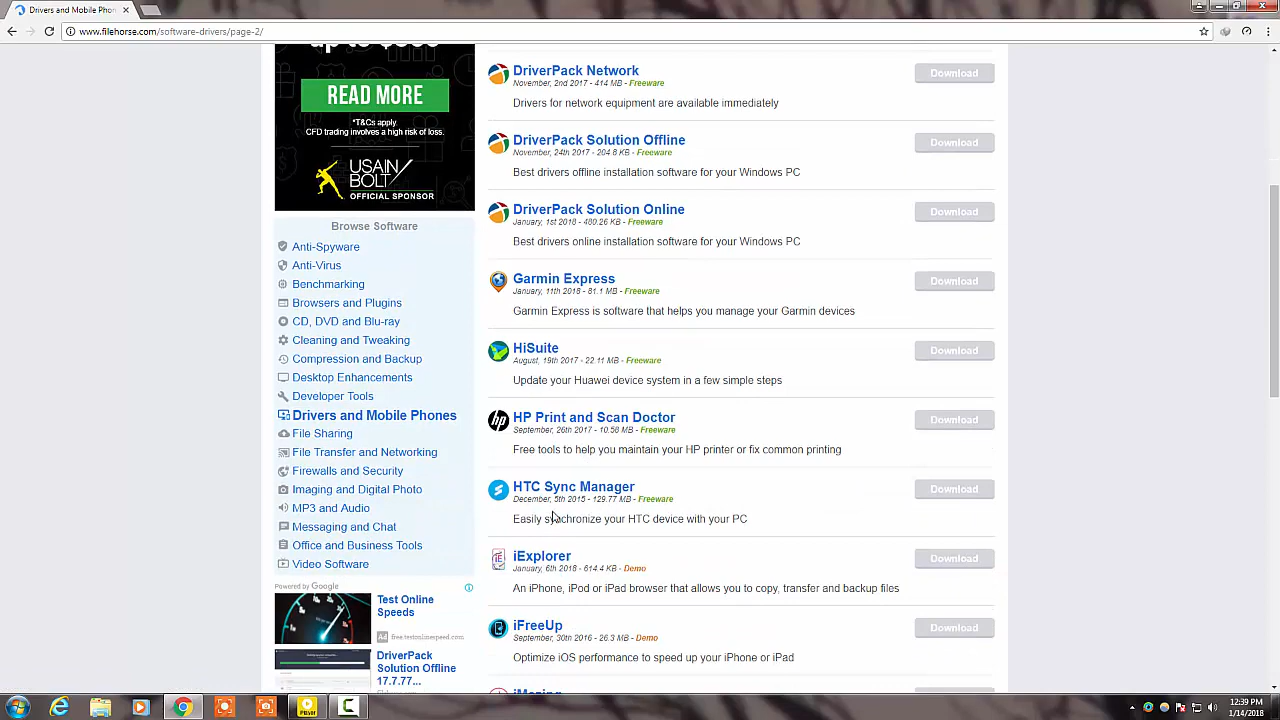 Drivers and Mobile Phon
www.filehorse.com/software-drivers/page-2/
READ MORE
*T&Cs apply.
CFD trading involves a high risk of loss.
USAIN
BOLT
OFFICIAL SPONSOR
Browse Software
Anti-Spyware
Anti-Virus
Benchmarking
Browsers and Plugins
CD, DVD and Blu-ray
Cleaning and Tweaking
Compression and Backup
Desktop Enhancements
Developer Tools
Drivers and Mobile Phones
File Sharing
File Transfer and Networking
Firewalls and Security
Imaging and Digital Photo
MP3 and Audio
Messaging and Chat
Office and Business Tools
Video Software
Powered by Google
Test Online
Speeds
Ad free.testonlinespeed.com
DriverPack
Solution Offline
17.7.77...
DriverPack Network
Download
November, 2nd 2017 - 414 MB - Freeware
Drivers for network equipment are available immediately
DriverPack Solution Offline
Download
November, 24th 2017 - 204.8 KB - Freeware
Best drivers offline installation software for your Windows PC
DriverPack Solution Online
Download
January, 1st 2018 - 480.26 KB - Freeware
Best drivers online installation software for your Windows PC
Garmin Express
Download
January, 11th 2018 - 81.1 MB - Freeware
Garmin Express is software that helps you manage your Garmin devices
HiSuite
Download
August, 19th 2017 - 22.11 MB - Freeware
Update your Huawei device system in a few simple steps
hp
HP Print and Scan Doctor
Download
September, 26th 2017 - 10.58 MB - Freeware
Free tools to help you maintain your HP printer or fix common printing
HTC Sync Manager
Download
December, 5th 2015 - 129.77 MB - Freeware
Easily synchronize your HTC device with your PC
iExplorer
Download
January, 6th 2018 - 614.4 KB - Demo
An iPhone, iPod or iPad browser that allows you to copy, transfer and backup files
iFreeUp
Download
September, 30th 2016 - 26.3 MB - Demo
12:39 PM
1/14/2018